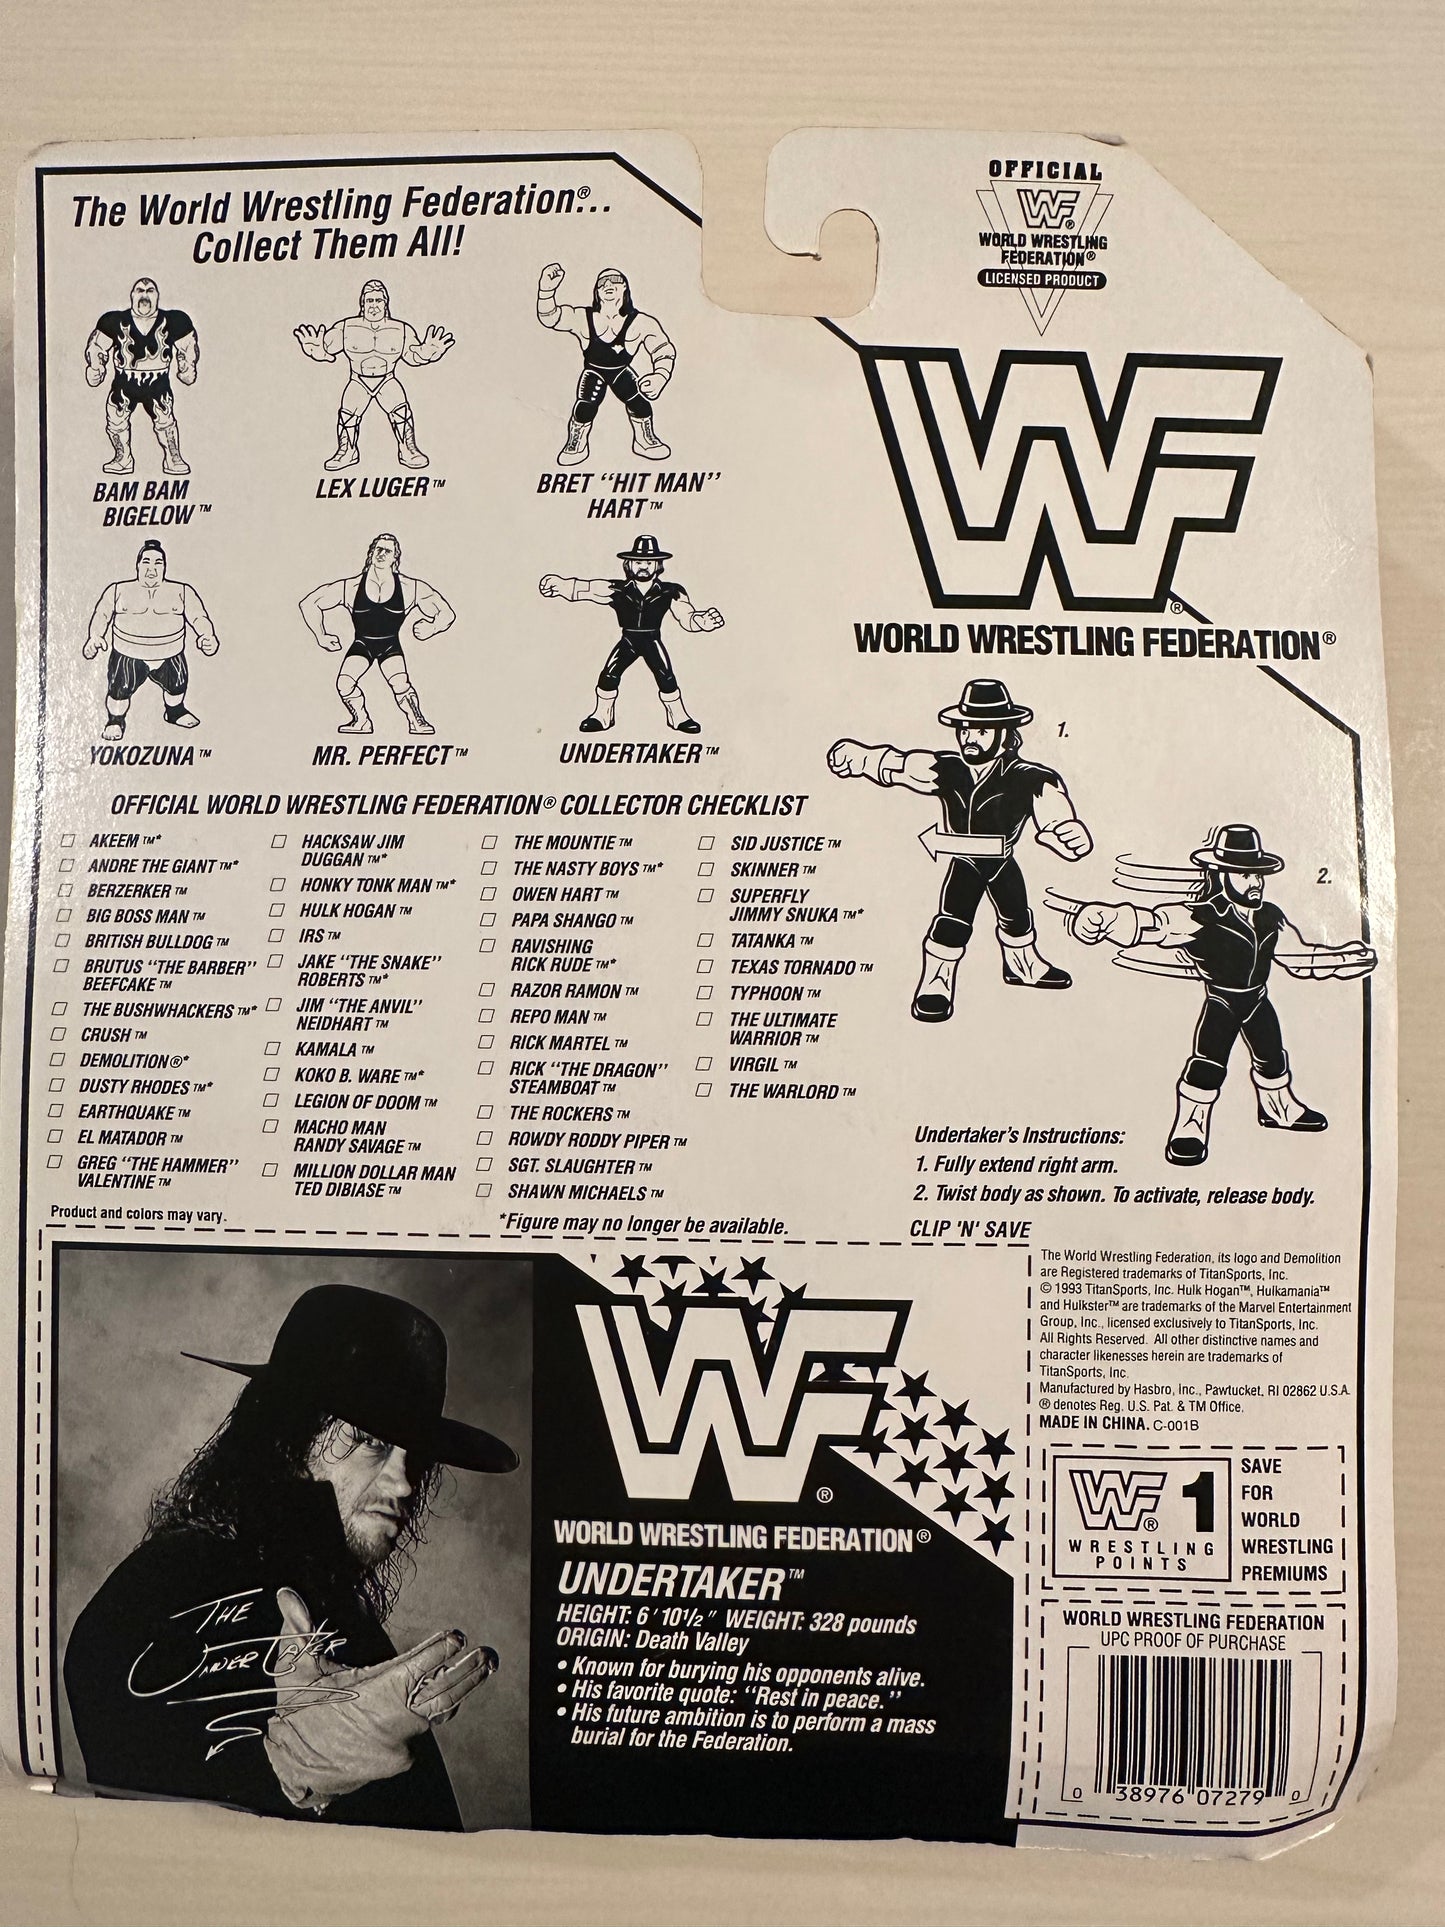 The World Wrestling Federation®...
Collect Them All!
BAM BAM
BIGELOW™
LEX LUGER™
BRET "HIT MAN"
HART™
YOKOZUNA™
MR. PERFECT™
UNDERTAKER™
OFFICIAL
WF®
WORLD WRESTLING
FEDERATION®
LICENSED PRODUCT
WF®
WORLD WRESTLING FEDERATION®
1.
2.
OFFICIAL WORLD WRESTLING FEDERATION® COLLECTOR CHECKLIST
AKEEM™*
ANDRE THE GIANT™*
BERZERKER™
BIG BOSS MAN™
BRITISH BULLDOG™
BRUTUS "THE BARBER"
BEEFCAKE™
THE BUSHWHACKERS™*
CRUSH™
DEMOLITION®*
DUSTY RHODES™*
EARTHQUAKE™
EL MATADOR™
GREG "THE HAMMER"
VALENTINE™
HACKSAW JIM
DUGGAN™*
HONKY TONK MAN™*
HULK HOGAN™
IRS™
JAKE "THE SNAKE"
ROBERTS™*
JIM "THE ANVIL"
NEIDHART™
KAMALA™
KOKO B. WARE™*
LEGION OF DOOM™
MACHO MAN
RANDY SAVAGE™
MILLION DOLLAR MAN
TED DIBIASE™
THE MOUNTIE™
THE NASTY BOYS™*
OWEN HART™
PAPA SHANGO™
RAVISHING
RICK RUDE™*
RAZOR RAMON™
REPO MAN™
RICK MARTEL™
RICK "THE DRAGON"
STEAMBOAT™
THE ROCKERS™
ROWDY RODDY PIPER™
SGT. SLAUGHTER™
SHAWN MICHAELS™
SID JUSTICE™
SKINNER™
SUPERFLY
JIMMY SNUKA™*
TATANKA™
TEXAS TORNADO™
TYPHOON™
THE ULTIMATE
WARRIOR™
VIRGIL™
THE WARLORD™
Undertaker's Instructions:
1. Fully extend right arm.
2. Twist body as shown. To activate, release body.
Product and colors may vary.
*Figure may no longer be available.
CLIP 'N' SAVE
THE
UNDERTAKER
WF®
WORLD WRESTLING FEDERATION®
UNDERTAKER™
HEIGHT: 6' 10½" WEIGHT: 328 pounds
ORIGIN: Death Valley
• Known for burying his opponents alive.
• His favorite quote: "Rest in peace."
• His future ambition is to perform a mass
burial for the Federation.
The World Wrestling Federation, its logo and Demolition
are Registered trademarks of TitanSports, Inc.
© 1993 TitanSports, Inc. Hulk Hogan™, Hulkamania™
and Hulkster™ are trademarks of the Marvel Entertainment
Group, Inc., licensed exclusively to TitanSports, Inc.
All Rights Reserved. All other distinctive names and
character likenesses herein are trademarks of
TitanSports, Inc.
Manufactured by Hasbro, Inc., Pawtucket, RI 02862 U.S.A.
® denotes Reg. U.S. Pat. & TM Office.
MADE IN CHINA. C-001B
WF® 1
WRESTLING
POINTS
SAVE
FOR
WORLD
WRESTLING
PREMIUMS
WORLD WRESTLING FEDERATION
UPC PROOF OF PURCHASE
0 38976 07279 0